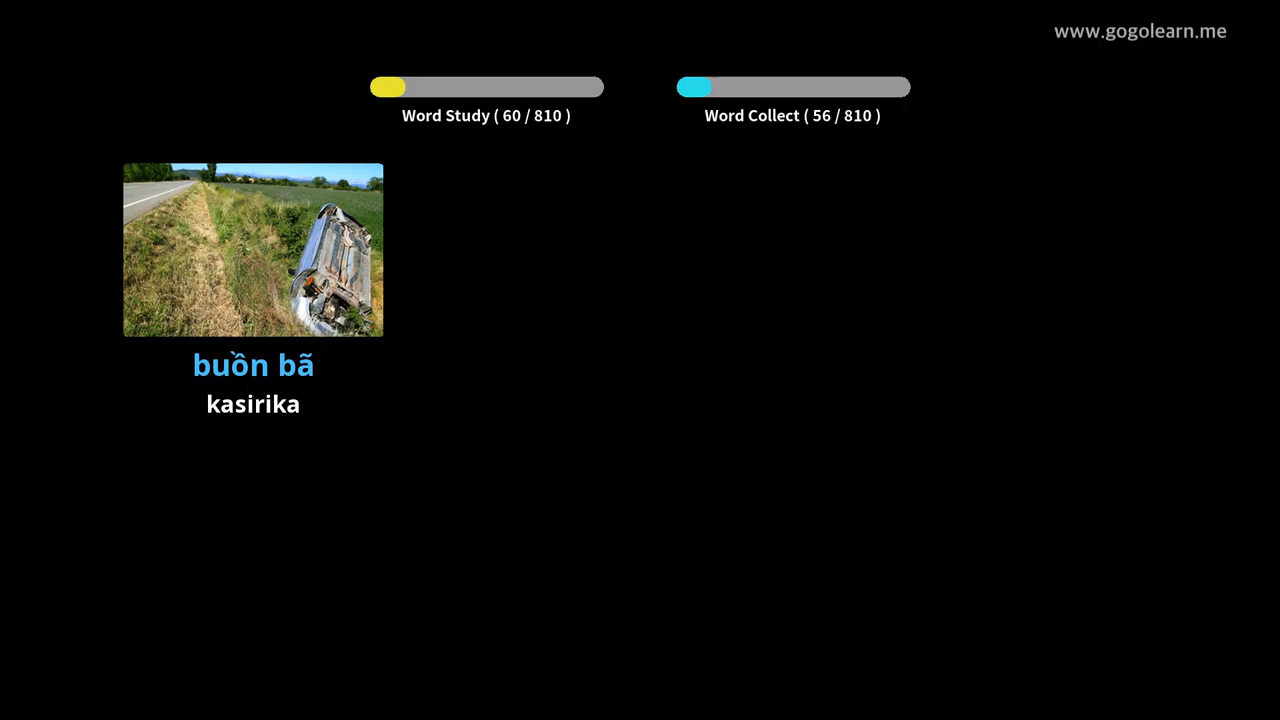 www.gogolearn.me
Word Study ( 60 / 810 )
Word Collect ( 56 / 810 )
buồn bã
kasirika